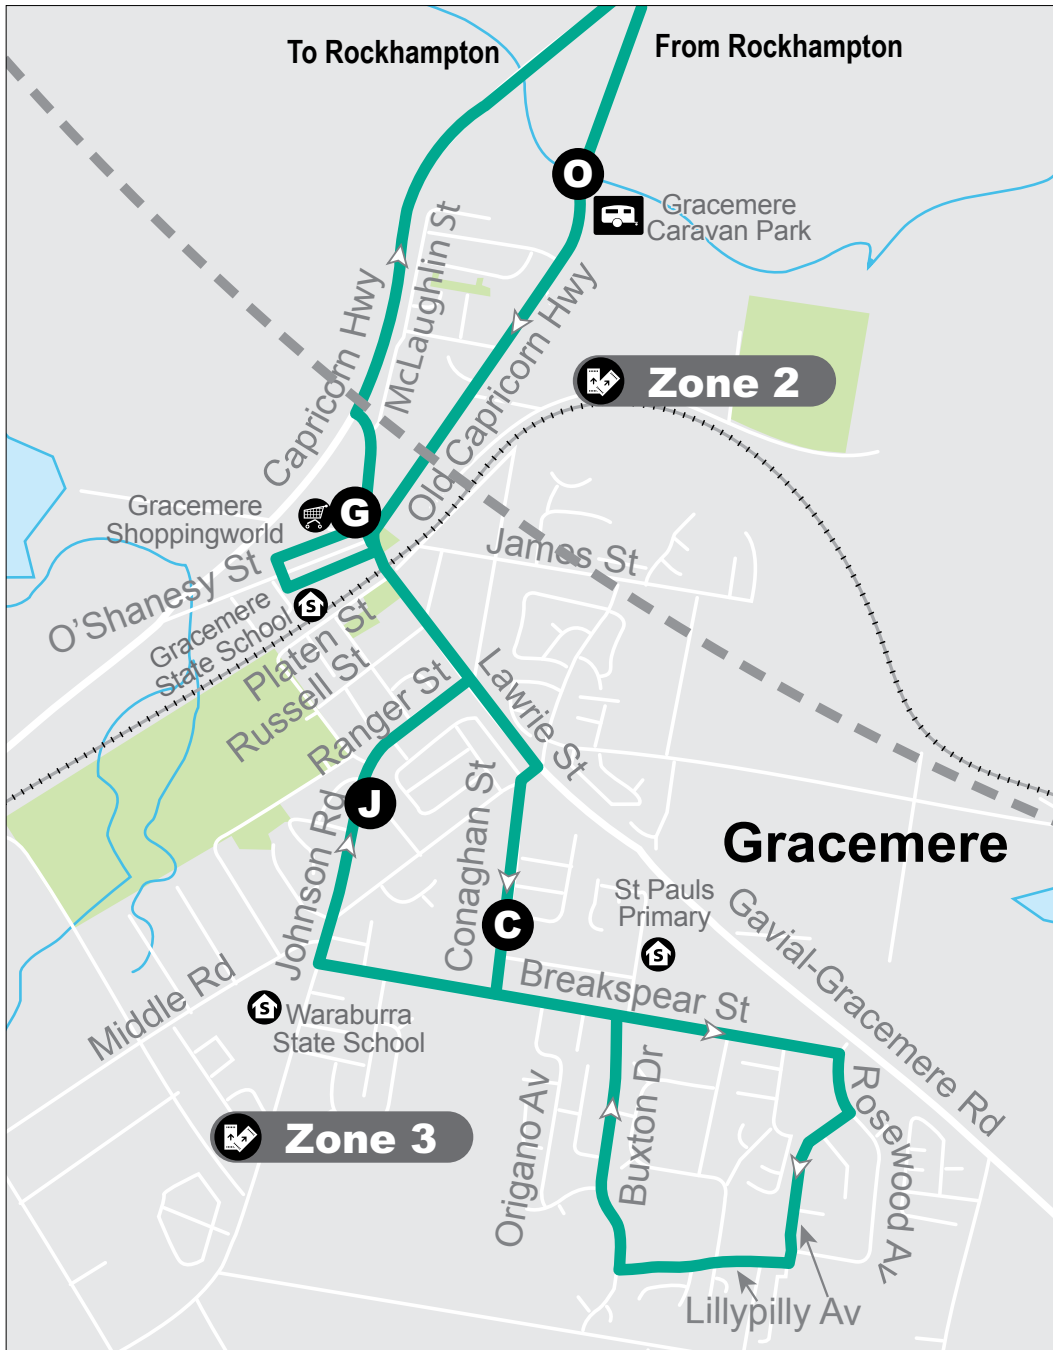 To Rockhampton
From Rockhampton
O
Gracemere
Caravan Park
McLaughlin St
Capricorn Hwy
Old Capricorn Hwy
Zone 2
Gracemere
Shoppingworld
G
James St
O'Shanesy St
Gracemere
State School
S
Platen St
Russell St
Ranger St
Lawrie St
J
Johnson Rd
Conaghan St
Gracemere
C
St Pauls
Primary
S
Gavial-Gracemere Rd
Middle Rd
Breakspear St
S
Waraburra
State School
Origano Av
Buxton Dr
Rosewood Av
Zone 3
Lillypilly Av